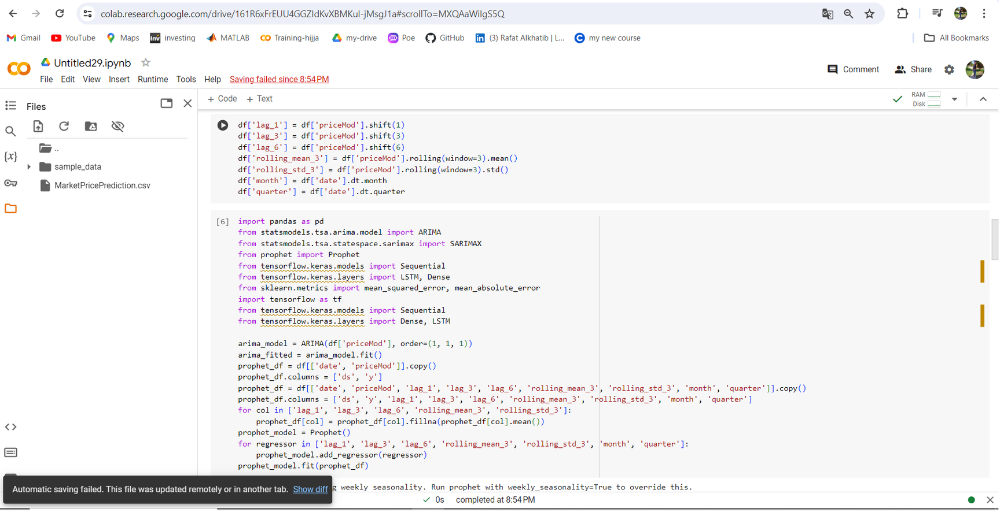 colab.research.google.com/drive/161R6xFrEUU4GGZIdKvXBMKuI-jMsgJ1a#scrollTo=MXQAaWiIgS5Q
Gmail YouTube Maps investing MATLAB Training-hijja my-drive Poe GitHub (3) Rafat Alkhatib | L... my new course All Bookmarks
Untitled29.ipynb
File Edit View Insert Runtime Tools Help Saving failed since 8:54 PM
Comment Share
Files
+ Code + Text
RAM
Disk
..
sample_data
MarketPricePrediction.csv
df['lag_1'] = df['priceMod'].shift(1)
df['lag_3'] = df['priceMod'].shift(3)
df['lag_6'] = df['priceMod'].shift(6)
df['rolling_mean_3'] = df['priceMod'].rolling(window=3).mean()
df['rolling_std_3'] = df['priceMod'].rolling(window=3).std()
df['month'] = df['date'].dt.month
df['quarter'] = df['date'].dt.quarter
[6] import pandas as pd
from statsmodels.tsa.arima.model import ARIMA
from statsmodels.tsa.statespace.sarimax import SARIMAX
from prophet import Prophet
from tensorflow.keras.models import Sequential
from tensorflow.keras.layers import LSTM, Dense
from sklearn.metrics import mean_squared_error, mean_absolute_error
import tensorflow as tf
from tensorflow.keras.models import Sequential
from tensorflow.keras.layers import Dense, LSTM
arima_model = ARIMA(df['priceMod'], order=(1, 1, 1))
arima_fitted = arima_model.fit()
prophet_df = df[['date', 'priceMod']].copy()
prophet_df.columns = ['ds', 'y']
prophet_df = df[['date', 'priceMod', 'lag_1', 'lag_3', 'lag_6', 'rolling_mean_3', 'rolling_std_3', 'month', 'quarter']].copy()
prophet_df.columns = ['ds', 'y', 'lag_1', 'lag_3', 'lag_6', 'rolling_mean_3', 'rolling_std_3', 'month', 'quarter']
for col in ['lag_1', 'lag_3', 'lag_6', 'rolling_mean_3', 'rolling_std_3']:
prophet_df[col] = prophet_df[col].fillna(prophet_df[col].mean())
prophet_model = Prophet()
for regressor in ['lag_1', 'lag_3', 'lag_6', 'rolling_mean_3', 'rolling_std_3', 'month', 'quarter']:
prophet_model.add_regressor(regressor)
prophet_model.fit(prophet_df)
g weekly seasonality. Run prophet with weekly_seasonality=True to override this.
Automatic saving failed. This file was updated remotely or in another tab. Show diff
0s completed at 8:54 PM